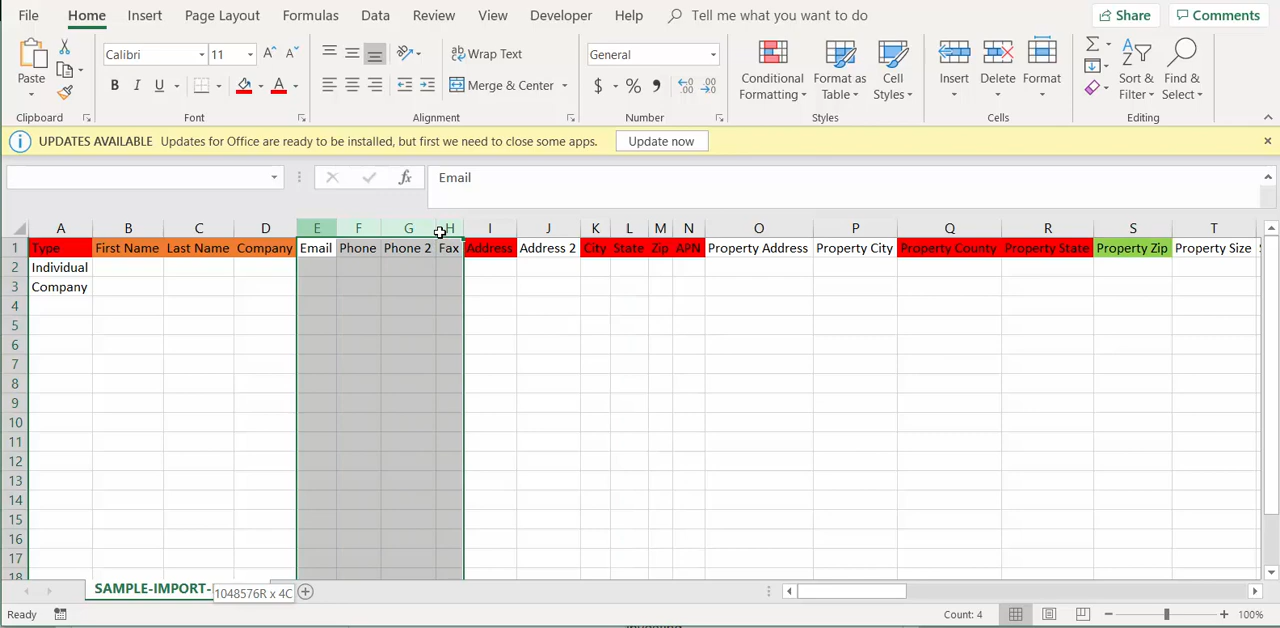 File Home Insert Page Layout Formulas Data Review View Developer Help Tell me what you want to do Share Comments
Calibri 11 A^ Aˇ Wrap Text General
Paste B I U A Merge & Center $ % 9 Conditional Formatting Format as Table Cell Styles Insert Delete Format Sort & Filter Find & Select
Clipboard Font Alignment Number Styles Cells Editing
UPDATES AVAILABLE Updates for Office are ready to be installed, but first we need to close some apps. Update now
fx Email
A B C D E F G H I J K L M N O P Q R S T
1 Type First Name Last Name Company Email Phone Phone 2 Fax Address Address 2 City State Zip APN Property Address Property City Property County Property State Property Zip Property Size
2 Individual
3 Company
4
5
6
7
8
9
10
11
12
13
14
15
16
17
18
SAMPLE-IMPORT- 1048576R x 4C
Ready Count: 4 100%